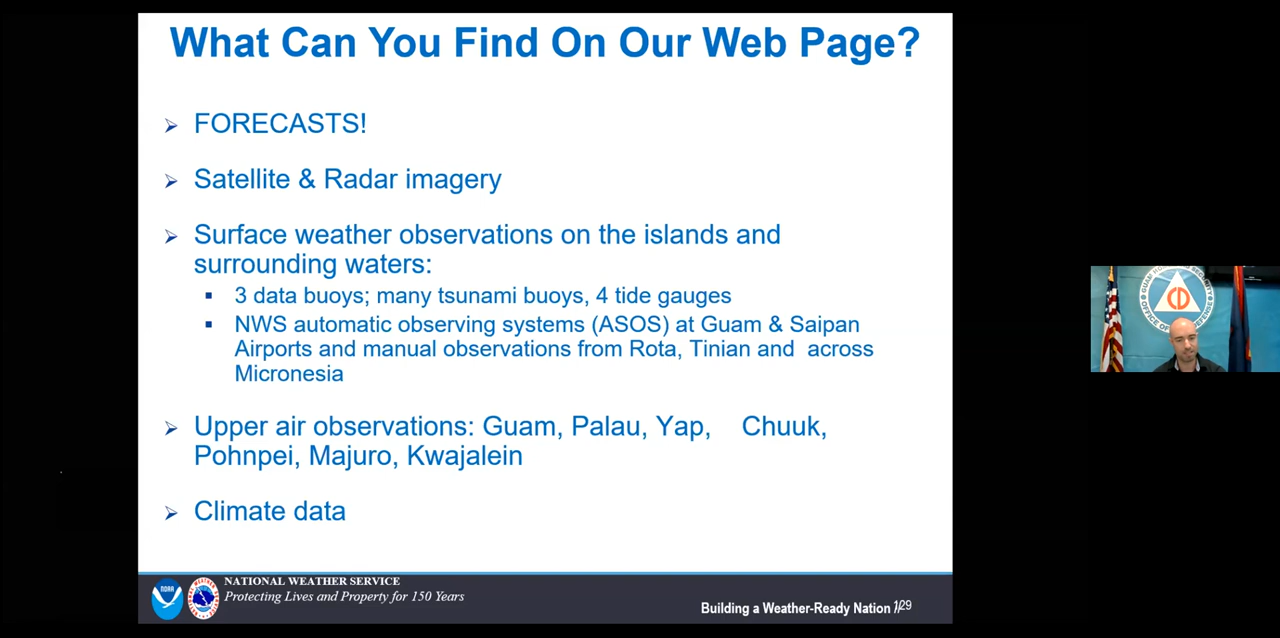 What Can You Find On Our Web Page?
FORECASTS!
Satellite & Radar imagery
Surface weather observations on the islands and
surrounding waters:
3 data buoys; many tsunami buoys, 4 tide gauges
NWS automatic observing systems (ASOS) at Guam & Saipan
Airports and manual observations from Rota, Tinian and across
Micronesia
Upper air observations: Guam, Palau, Yap, Chuuk,
Pohnpei, Majuro, Kwajalein
Climate data
NOAA
NATIONAL WEATHER SERVICE
Protecting Lives and Property for 150 Years
Building a Weather-Ready Nation
CD